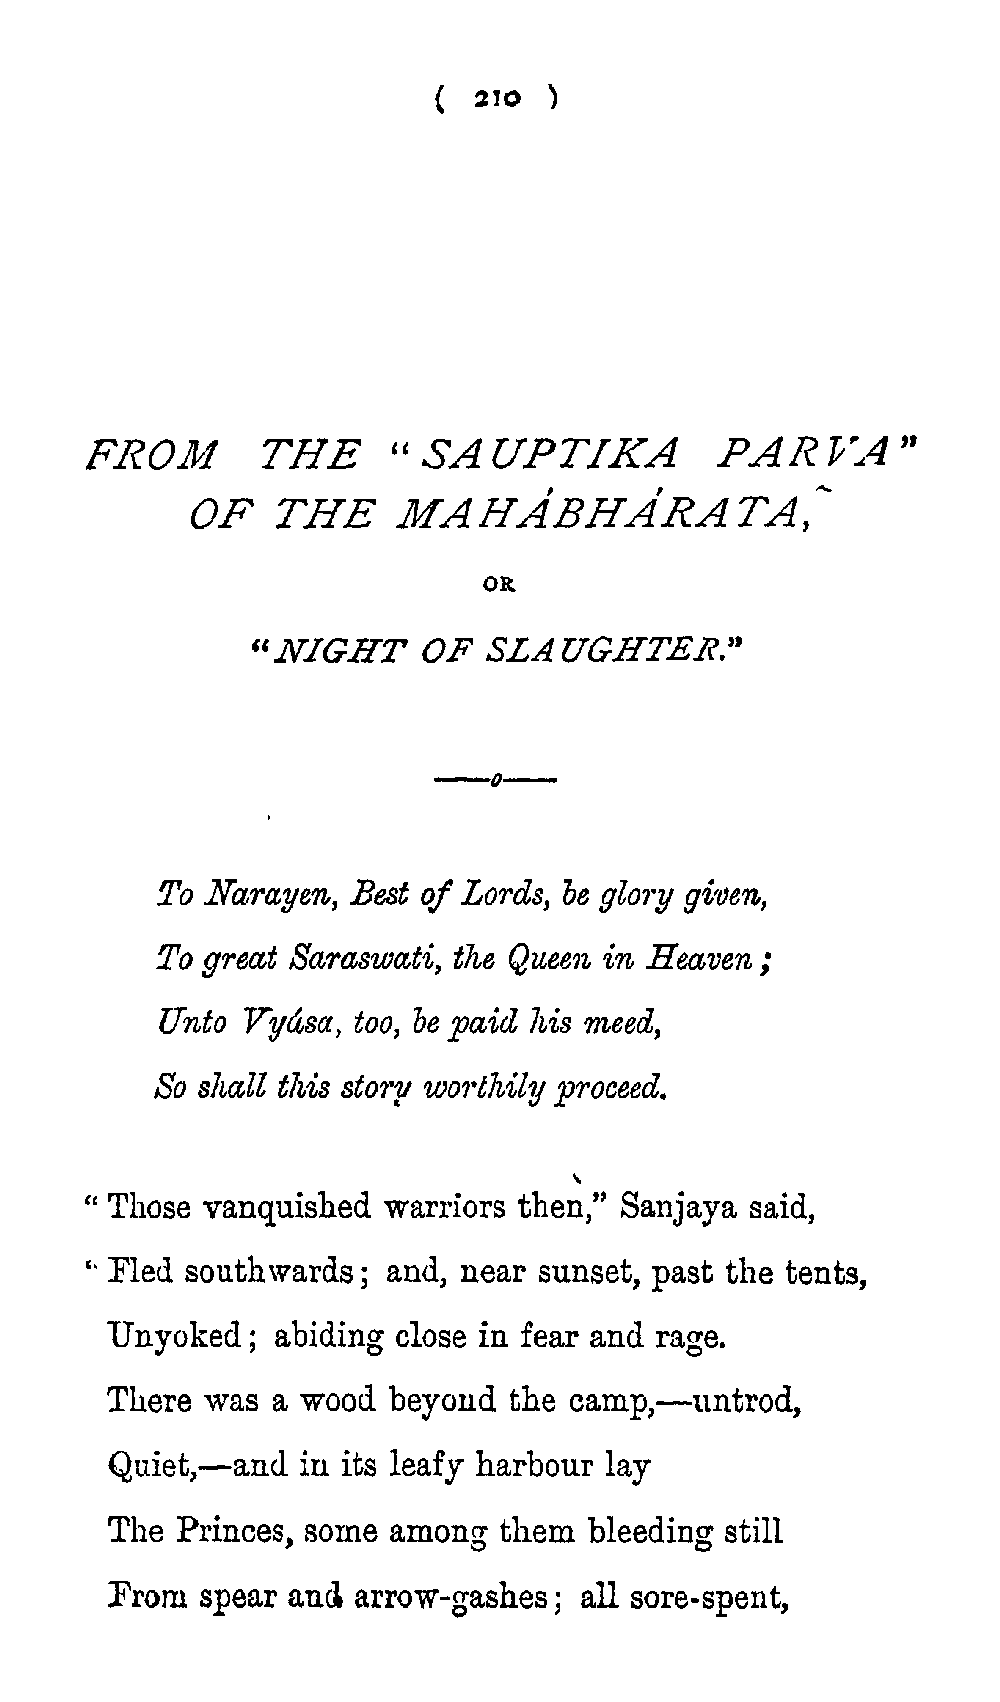 ( 210 )
FROM THE "SAUPTIKA PARVA"
OF THE MAHÁBHÁRATA,
OR
"NIGHT OF SLAUGHTER."
To Narayen, Best of Lords, be glory given,
To great Saraswati, the Queen in Heaven;
Unto Vyása, too, be paid his meed,
So shall this story worthily proceed.
"Those vanquished warriors then," Sanjaya said,
"Fled southwards; and, near sunset, past the tents,
Unyoked; abiding close in fear and rage.
There was a wood beyond the camp,—untrod,
Quiet,—and in its leafy harbour lay
The Princes, some among them bleeding still
From spear and arrow-gashes; all sore-spent,